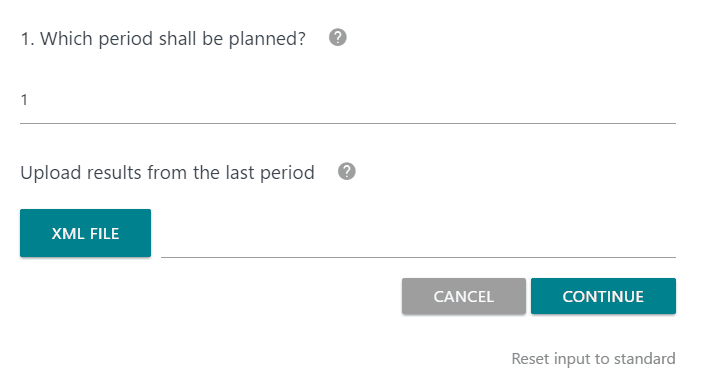 1. Which period shall be planned? ?
1
Upload results from the last period ?
XML FILE
CANCEL CONTINUE
Reset input to standard